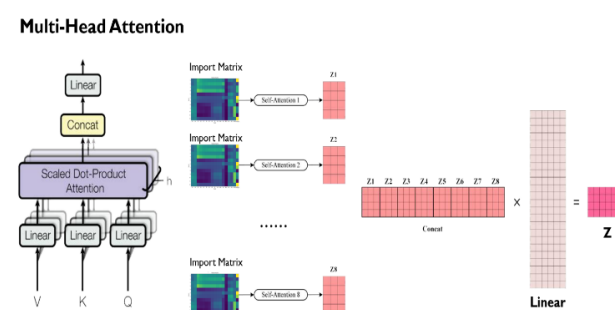 Multi-Head Attention
Linear
Concat
Scaled Dot-Product
Attention
h
Linear
Linear
Linear
V
K
Q
Import Matrix
Self-Attention 1
Z1
Import Matrix
Self-Attention 2
Z2
......
Import Matrix
Self-Attention 8
Z8
Z1 Z2 Z3 Z4 Z5 Z6 Z7 Z8
Concat
X
Linear
=
Z